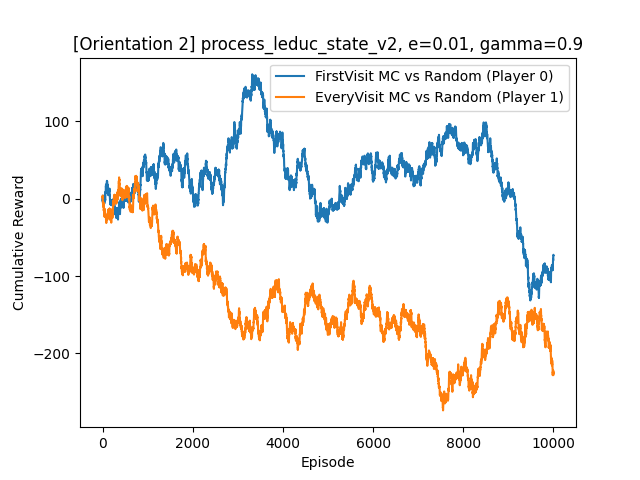 [Orientation 2] process_leduc_state_v2, e=0.01, gamma=0.9
FirstVisit MC vs Random (Player 0)
EveryVisit MC vs Random (Player 1)
100
0
−100
−200
Cumulative Reward
0 2000 4000 6000 8000 10000
Episode